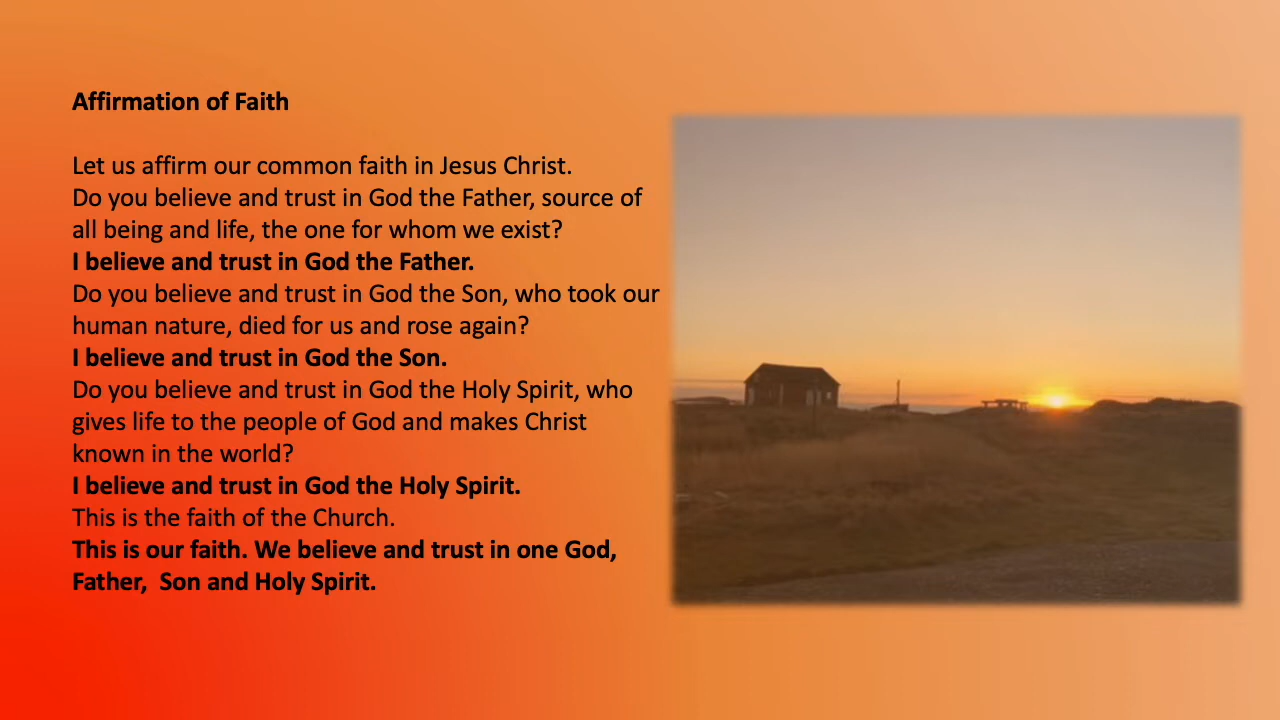 Affirmation of Faith
Let us affirm our common faith in Jesus Christ.
Do you believe and trust in God the Father, source of
all being and life, the one for whom we exist?
I believe and trust in God the Father.
Do you believe and trust in God the Son, who took our
human nature, died for us and rose again?
I believe and trust in God the Son.
Do you believe and trust in God the Holy Spirit, who
gives life to the people of God and makes Christ
known in the world?
I believe and trust in God the Holy Spirit.
This is the faith of the Church.
This is our faith. We believe and trust in one God,
Father,  Son and Holy Spirit.